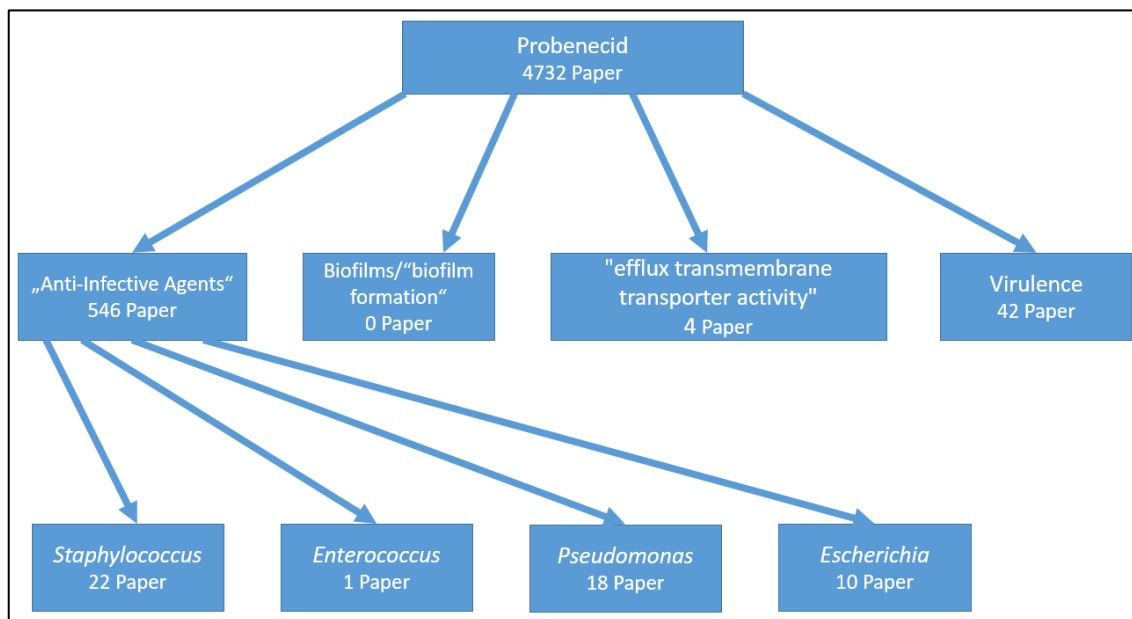 Probenecid
4732 Paper
„Anti-Infective Agents“
546 Paper
Biofilms/“biofilm
formation“
0 Paper
"efflux transmembrane
transporter activity"
4 Paper
Virulence
42 Paper
Staphylococcus
22 Paper
Enterococcus
1 Paper
Pseudomonas
18 Paper
Escherichia
10 Paper